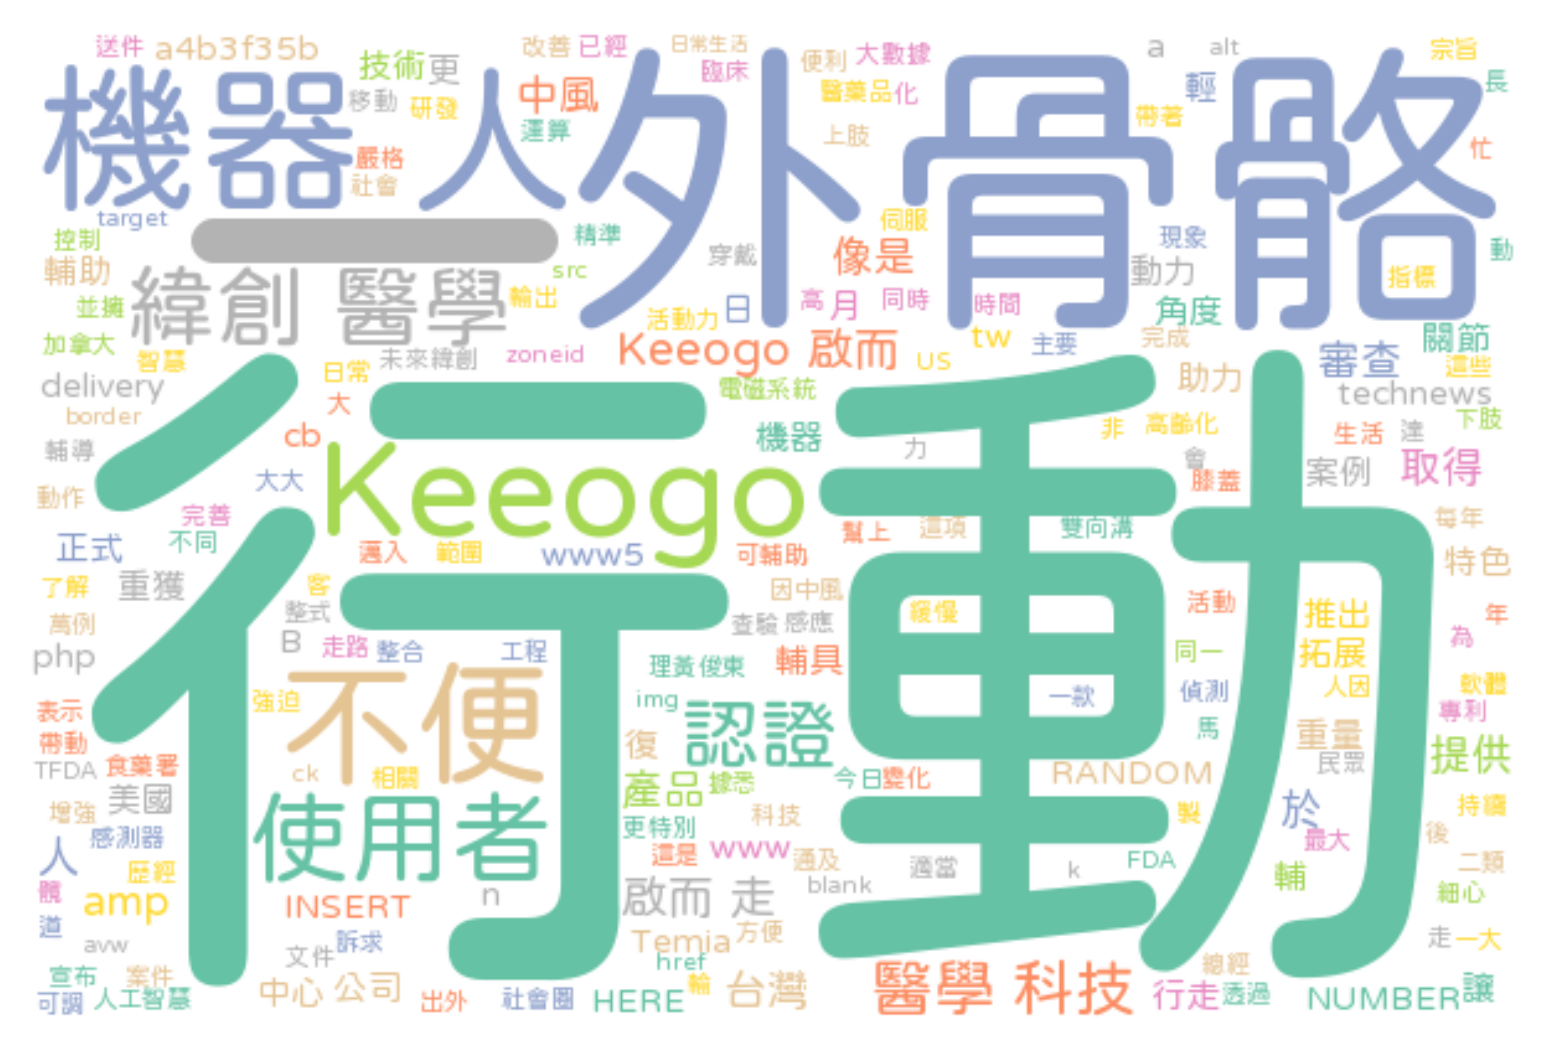 送件 a4b3f35b 技術 更 改善 已經 日常生活 便利 大數據 a alt 宗旨
機器人 外骨骼
移動 研發 中風 臨床 醫藥品 化 輕 帶著 長
運算 上肢 忙
嚴格 社會
target 一 精準 伺服 現象 動
控制 穿戴 像是
輔助 緯創 醫學 src 動力 指標
並擁 輸出 活動力 日 高 月 同時 時間 角度
加拿大 智慧 未來緯創 zoneid Keeogo 啟而 US tw 主要 完成 審查 關節 這些
delivery 日常 電磁系統 助力 technews
border 大 行動 非 高齡化 下肢
輔導 cb 機器 力 會 生活 達
大大 Keeogo 膝蓋 案例 取得
動作 完善
正式 不同 邁入 範圍 www5 可輔助 幫上 這項 雙向溝 每年 特色
了解 重獲 客 因中風 緩慢 活動 推出 年
萬例 整式 查驗 感應 為
php B 走路 整合 工程 理黃俊東 輔具 同一 拓展
強迫 不便 img 一款 偵測 人因 軟體
表示 復 認證 馬 專利
帶動 重量 提供
TFDA 食藥署 ck 相關 產品 據悉 今日 變化 RANDOM 民眾
增強 美國 使用者 更特別 科技 製 於 持續
感測器 最大 後
人 歷經 這是 www 通及 適當 FDA 二類
髖 amp INSERT n 啟而 走 blank k 輔 細心
道 avw 文件 訴求 Temia 方便 走 一大
宣布 案件 href 總經
可調 人工智慧 中心 公司 出外 社會園 HERE 輪 台灣 醫學 科技 行走 透過 NUMBER 讓